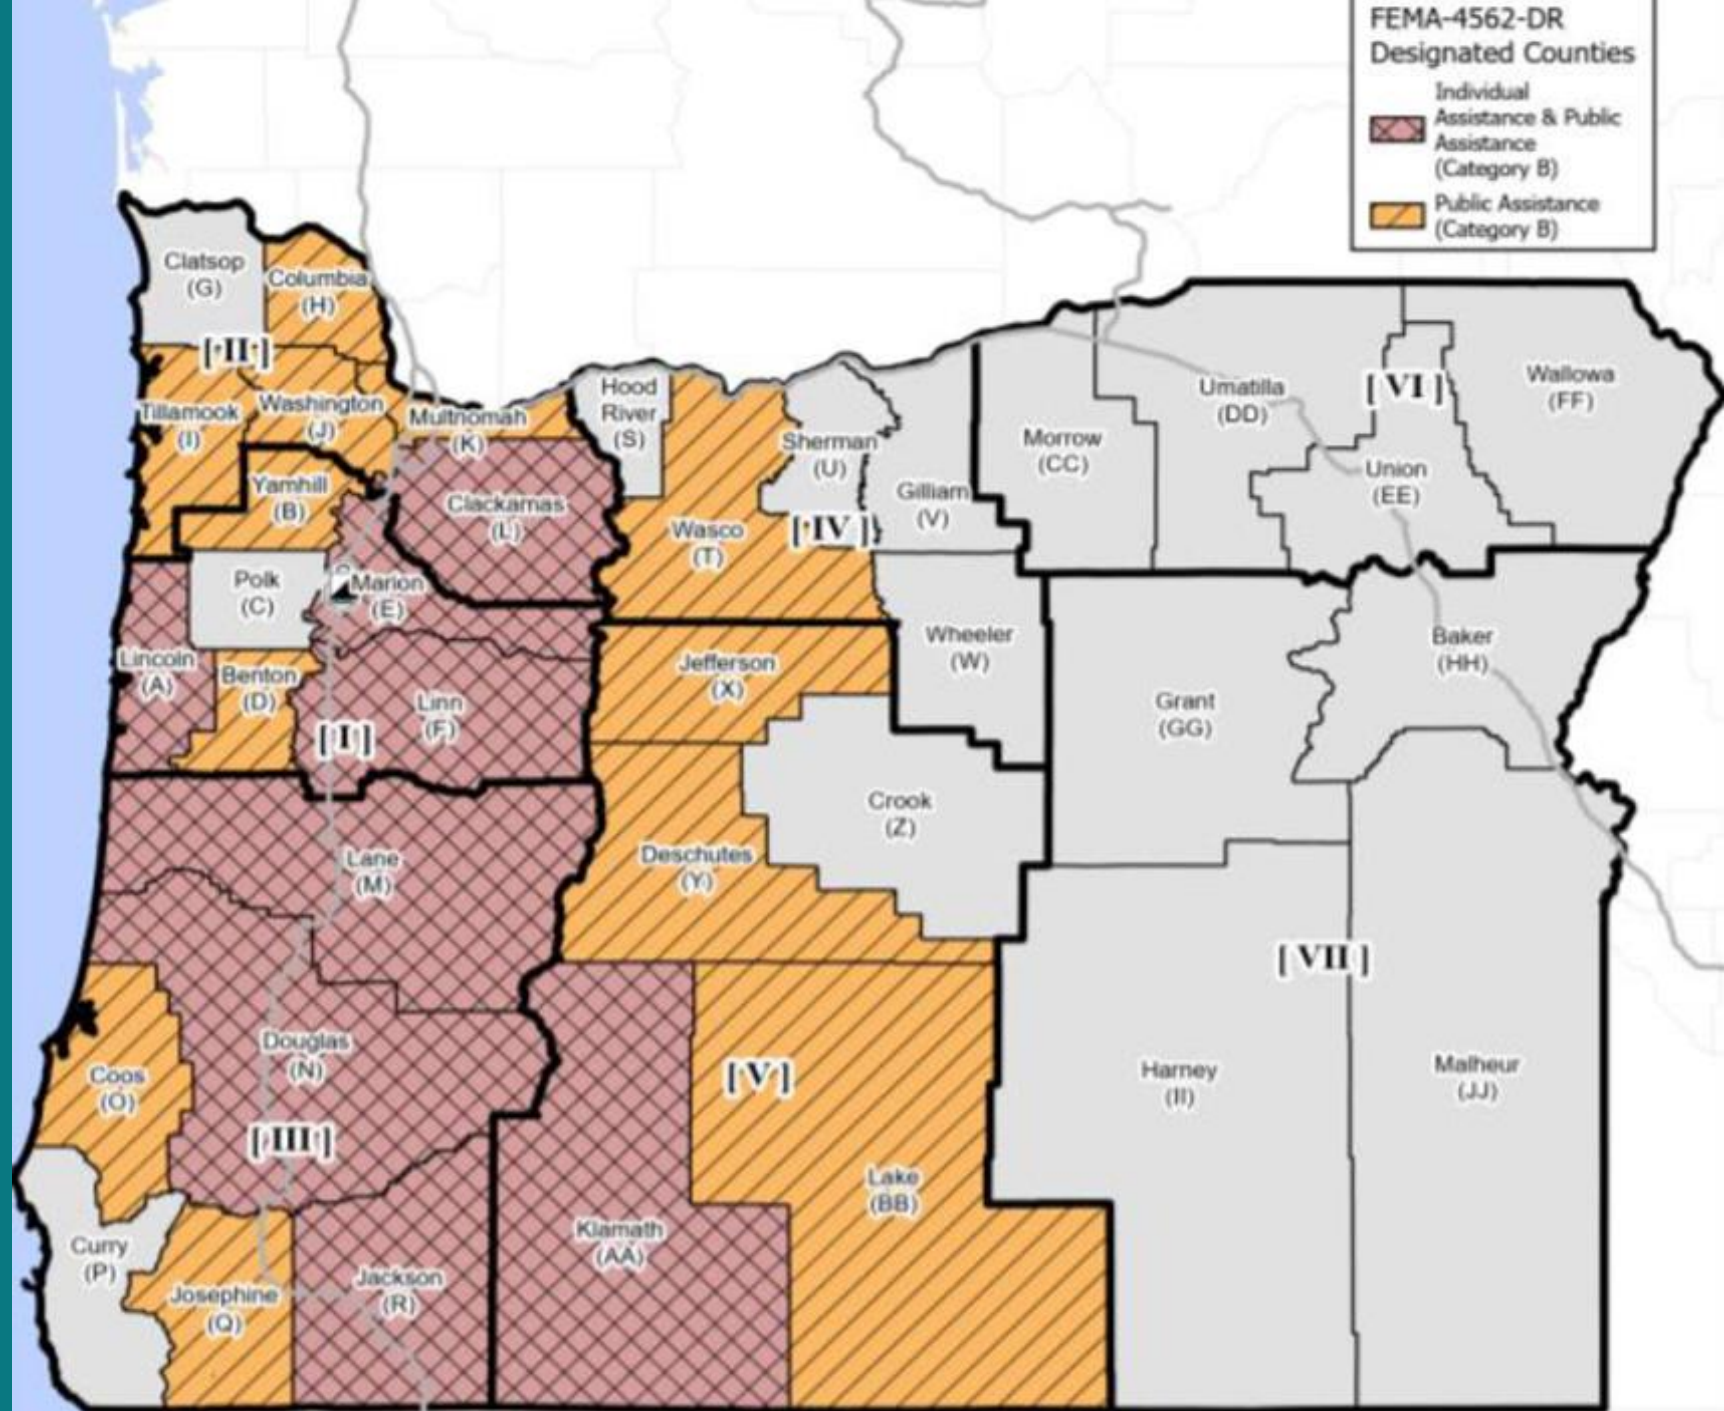 FEMA-4562-DR
Designated Counties
Individual
Assistance & Public
Assistance
(Category B)
Public Assistance
(Category B)
Clatsop
(G)
Columbia
(H)
[ II ]
Tillamook
(I)
Washington
(J)
Multnomah
(K)
Hood
River
(S)
Sherman
(U)
Gilliam
(V)
Morrow
(CC)
Umatilla
(DD)
[ VI ]
Wallowa
(FF)
Union
(EE)
Yamhill
(B)
Clackamas
(L)
Wasco
(T)
[ IV ]
Polk
(C)
Marion
(E)
Wheeler
(W)
Baker
(HH)
Lincoln
(A)
Benton
(D)
Linn
(F)
[ I ]
Jefferson
(X)
Grant
(GG)
Crook
(Z)
Lane
(M)
Deschutes
(Y)
[ VII ]
Douglas
(N)
Coos
(O)
[ V ]
Harney
(II)
Malheur
(JJ)
[ III ]
Lake
(BB)
Klamath
(AA)
Curry
(P)
Josephine
(Q)
Jackson
(R)